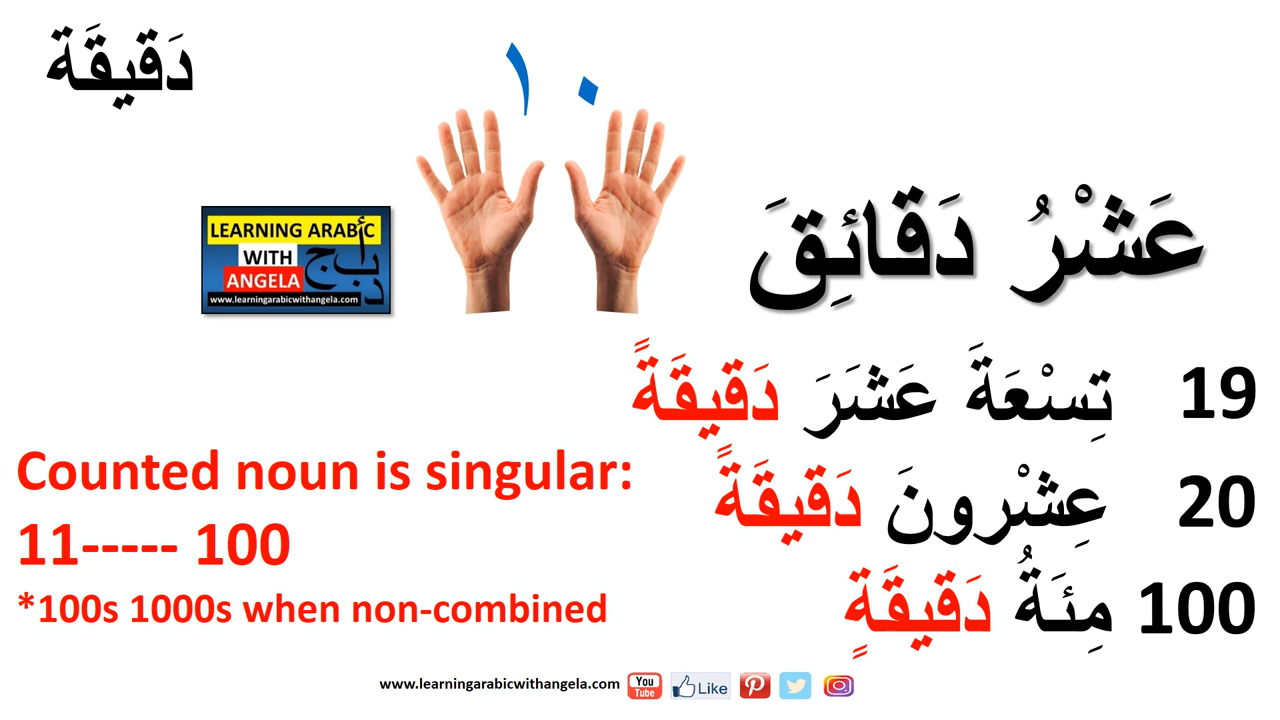 دَقيقَة
١٠
عَشْرُ دَقائِقَ
LEARNING ARABIC
WITH
ANGELA
أ ب ج د
www.learningarabicwithangela.com
19 تِسْعَةَ عَشَرَ دَقيقَةً
20 عِشْرونَ دَقيقَةً
100 مِئَةُ دَقيقَةٍ
Counted noun is singular:
11----- 100
*100s 1000s when non-combined
www.learningarabicwithangela.com
You
Tube
Like